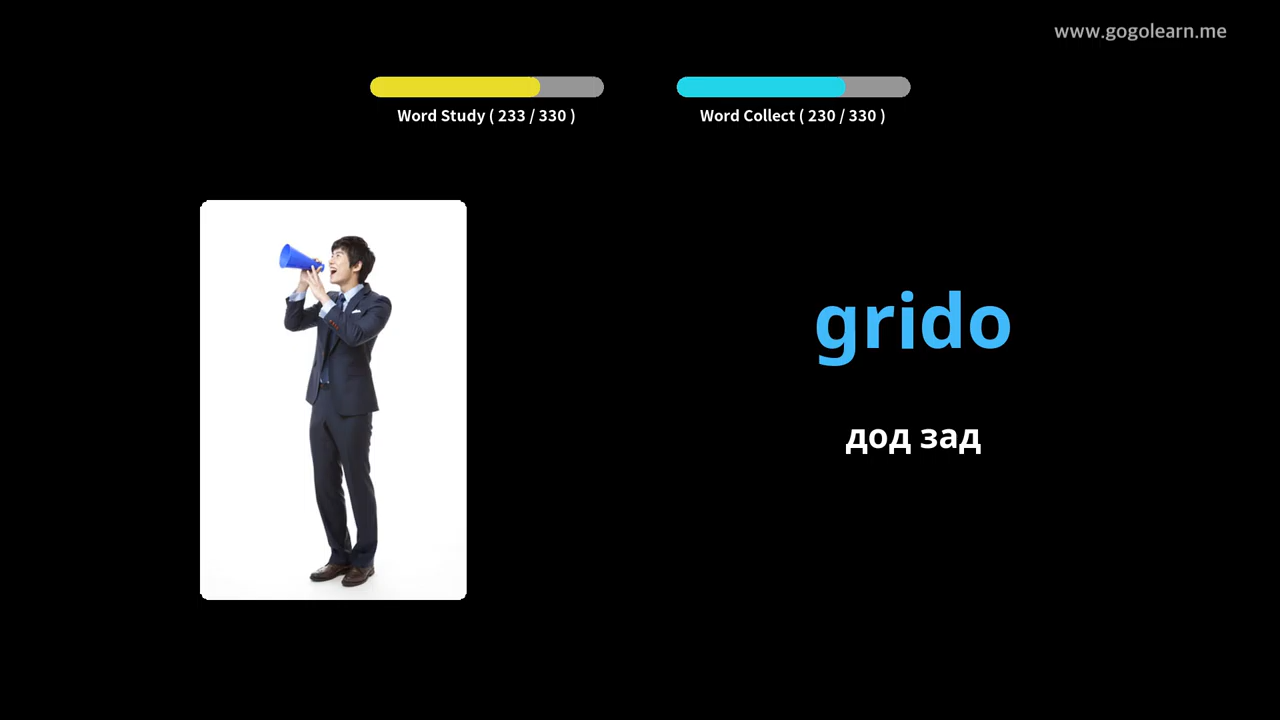 www.gogolearn.me
Word Study ( 233 / 330 )
Word Collect ( 230 / 330 )
grido
дод зад